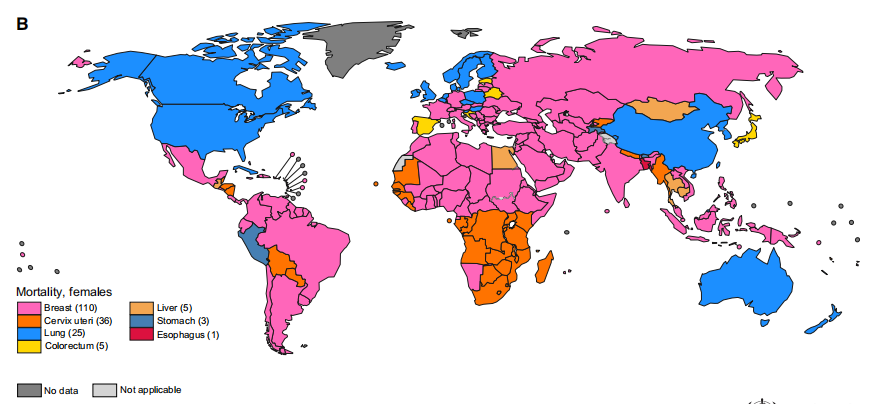 B
Mortality, females
Breast (110)
Cervix uteri (36)
Lung (25)
Colorectum (5)
Liver (5)
Stomach (3)
Esophagus (1)
No data
Not applicable